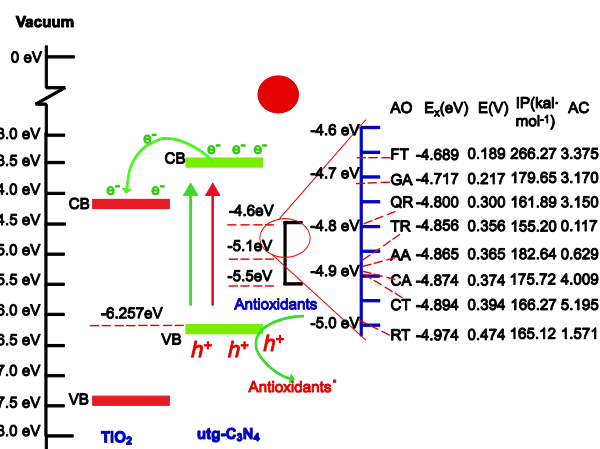 Vacuum
0 eV
3.0 eV
3.5 eV
4.0 eV
4.5 eV
5.0 eV
5.5 eV
6.0 eV
6.5 eV
7.0 eV
7.5 eV
8.0 eV
e-
e- e-
CB
VB
TIO2
e- e- e-
CB
-6.257eV
VB
h+ h+ h+
utg-C3N4
-4.6eV
-5.1eV
-5.5eV
Antioxidants
Antioxidants•
-4.6 eV
-4.7 eV
-4.8 eV
-4.9 eV
-5.0 eV
AO Ex(eV) E(V) IP(kal· mol-1) AC
FT -4.689 0.189 266.27 3.375
GA -4.717 0.217 179.65 3.170
QR -4.800 0.300 161.89 3.150
TR -4.856 0.356 155.20 0.117
AA -4.865 0.365 182.64 0.629
CA -4.874 0.374 175.72 4.009
CT -4.894 0.394 166.27 5.195
RT -4.974 0.474 165.12 1.571